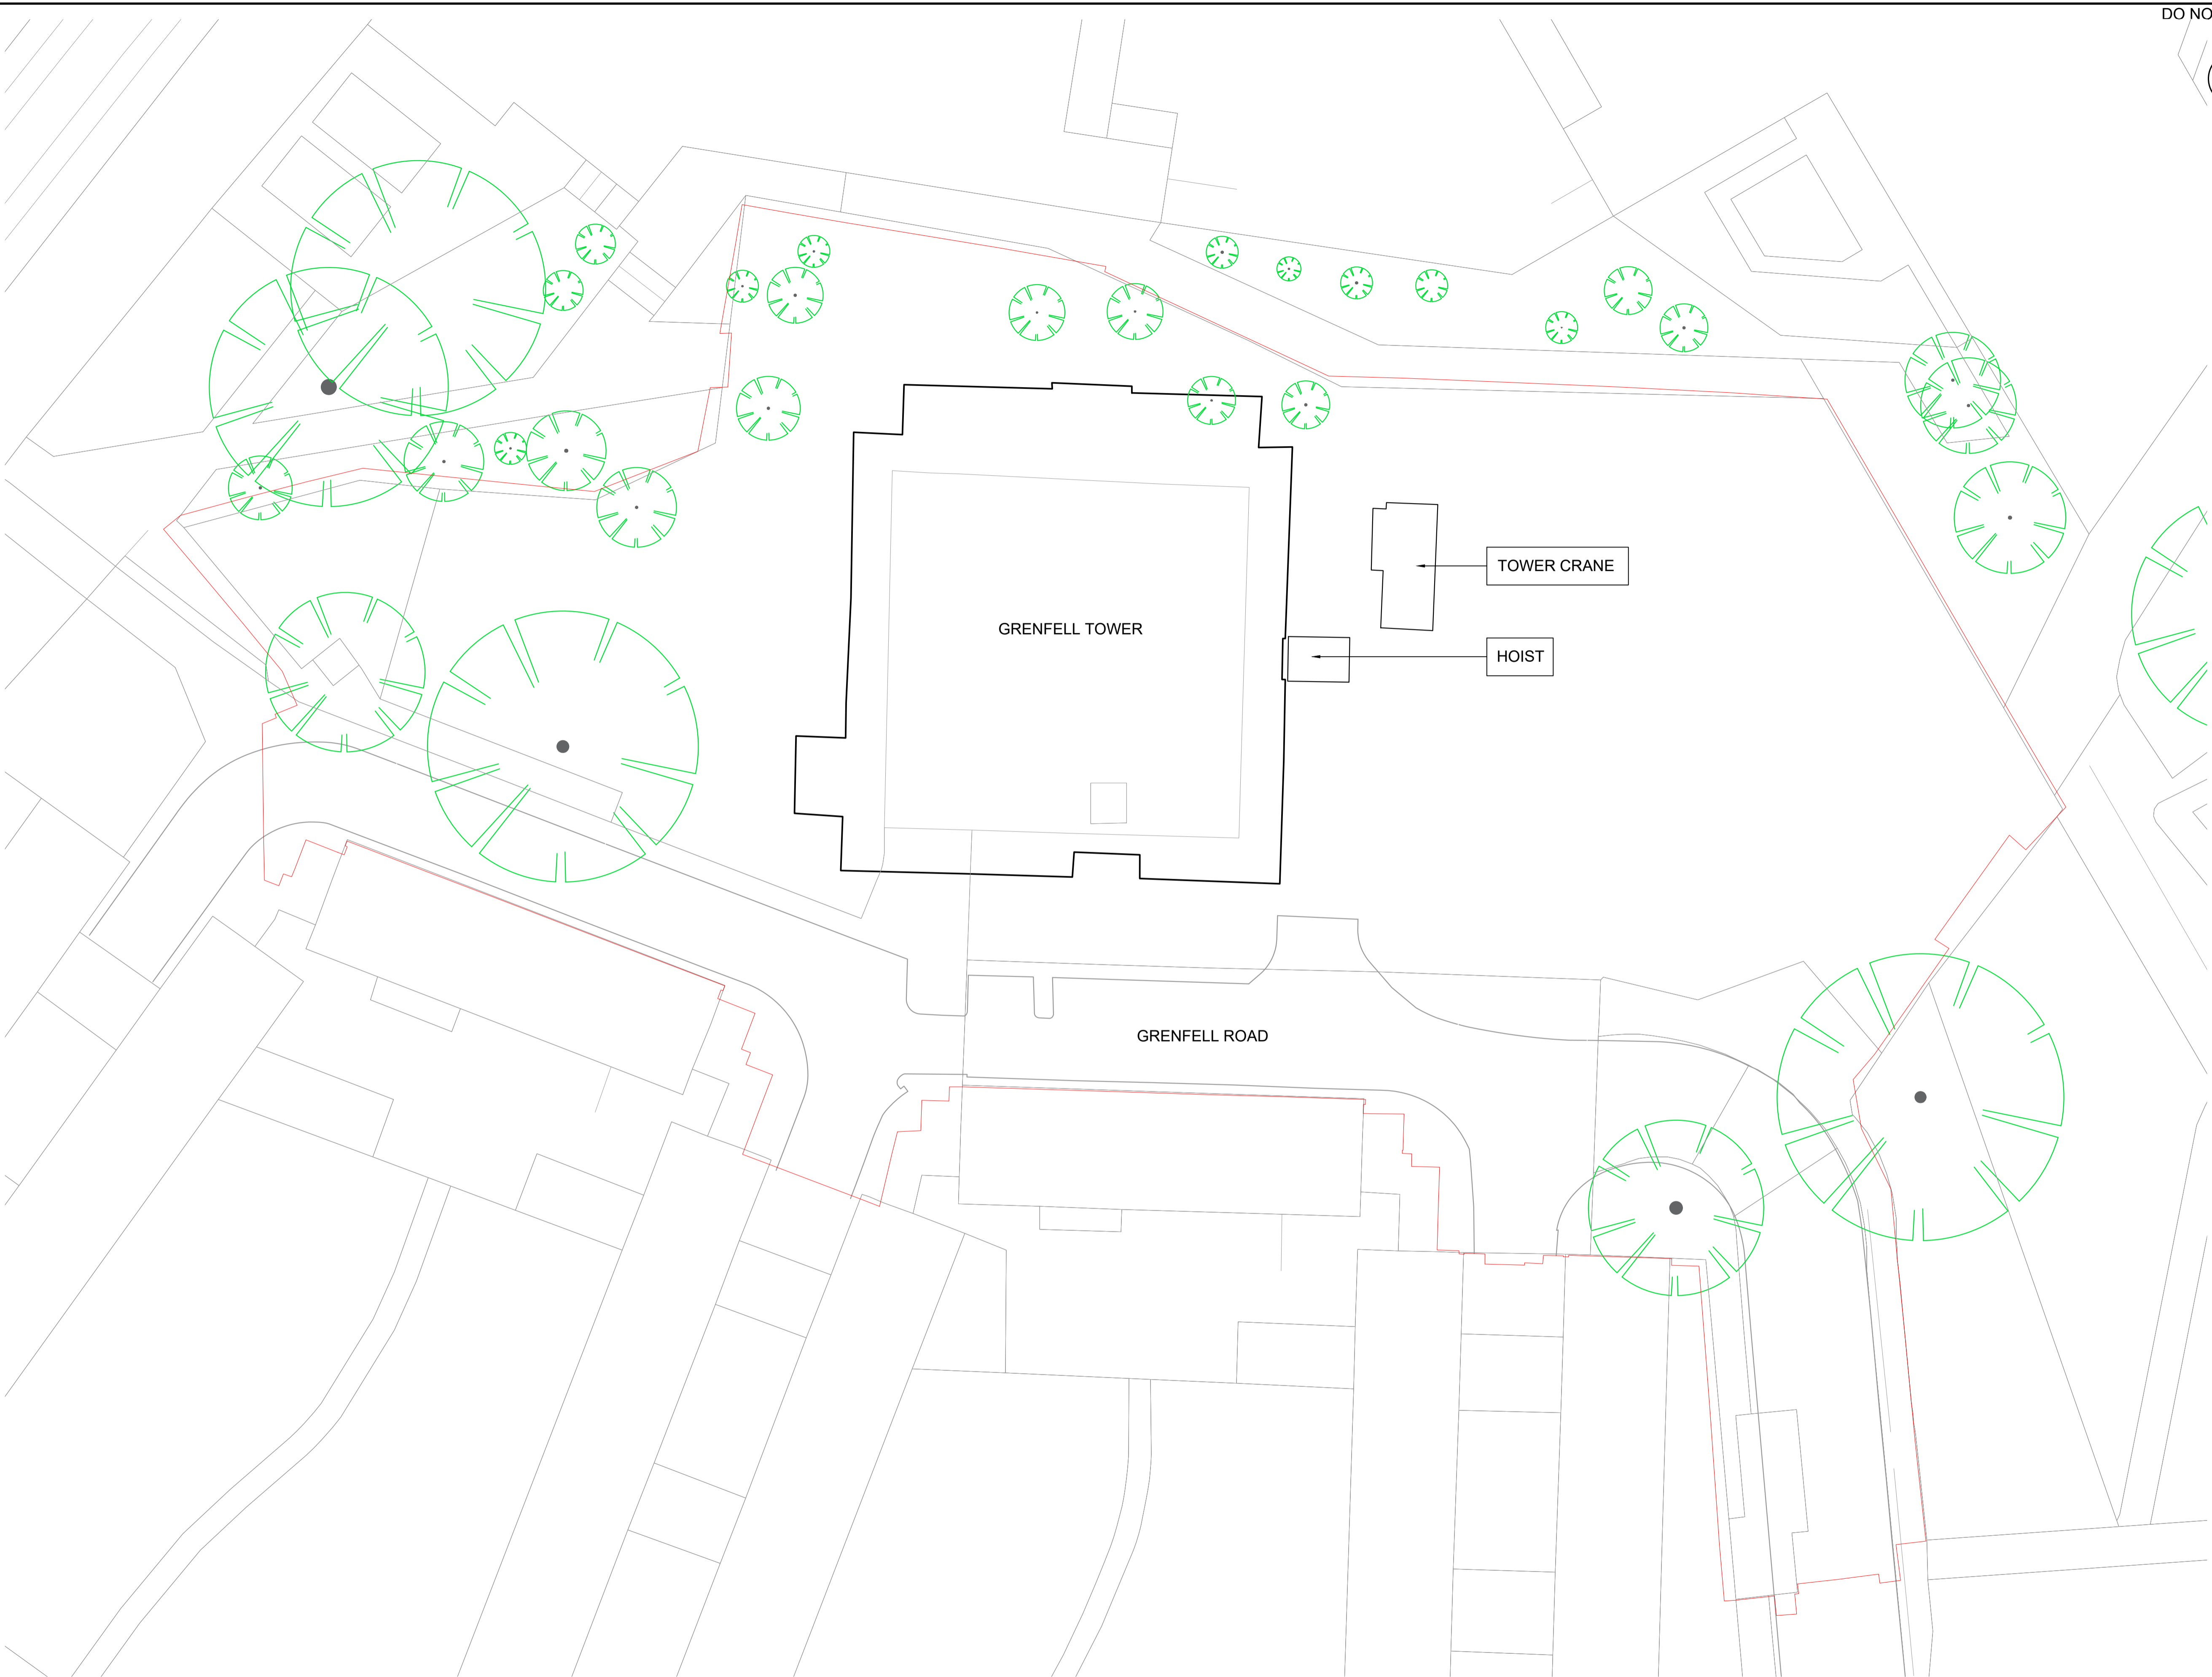 DO NO
TOWER CRANE
GRENFELL TOWER
HOIST
GRENFELL ROAD